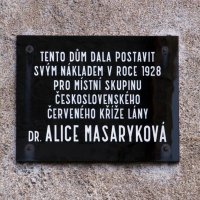 TENTO DŮM DALA POSTAVIT
SVÝM NÁKLADEM V ROCE 1928
PRO MÍSTNÍ SKUPINU
ČESKOSLOVENSKÉHO
ČERVENÉHO KŘÍŽE LÁNY
DR. ALICE MASARYKOVÁ